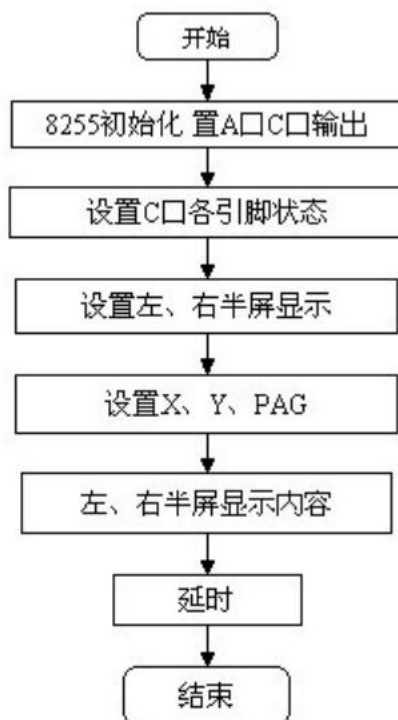 开始
8255初始化 置A口C口输出
设置C口各引脚状态
设置左、右半屏显示
设置X、Y、PAG
左、右半屏显示内容
延时
结束